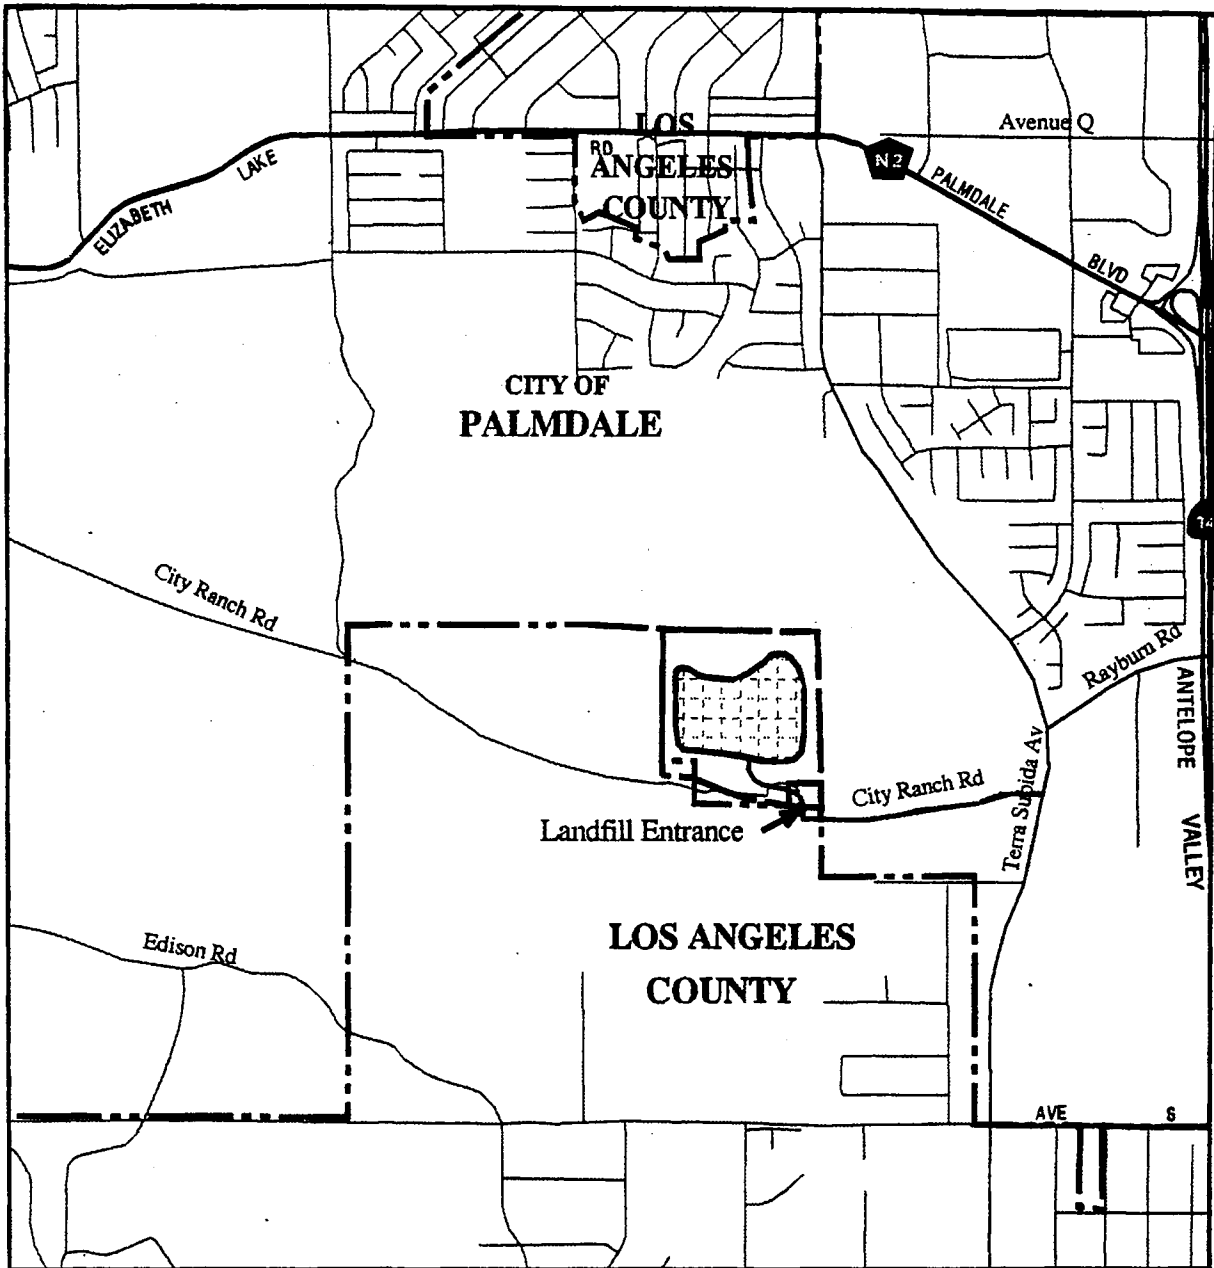 LOS
ANGELES
COUNTY
RD
Avenue Q
N2
PALMDALE
BLVD
LAKE
ELIZABETH
CITY OF
PALMDALE
14
City Ranch Rd
Rayburn Rd
ANTELOPE
VALLEY
Terra Subida Av
City Ranch Rd
Landfill Entrance
LOS ANGELES
COUNTY
Edison Rd
AVE S